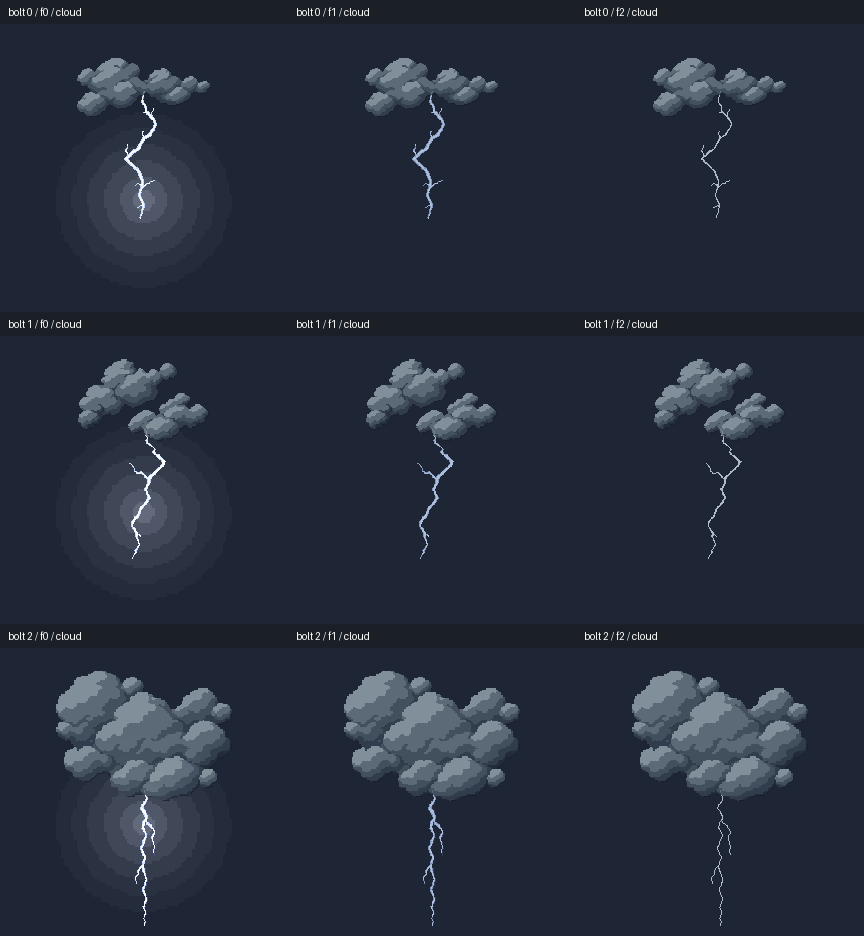 bolt 0 / f0 / cloud
bolt 0 / f1 / cloud
bolt 0 / f2 / cloud
bolt 1 / f0 / cloud
bolt 1 / f1 / cloud
bolt 1 / f2 / cloud
bolt 2 / f0 / cloud
bolt 2 / f1 / cloud
bolt 2 / f2 / cloud